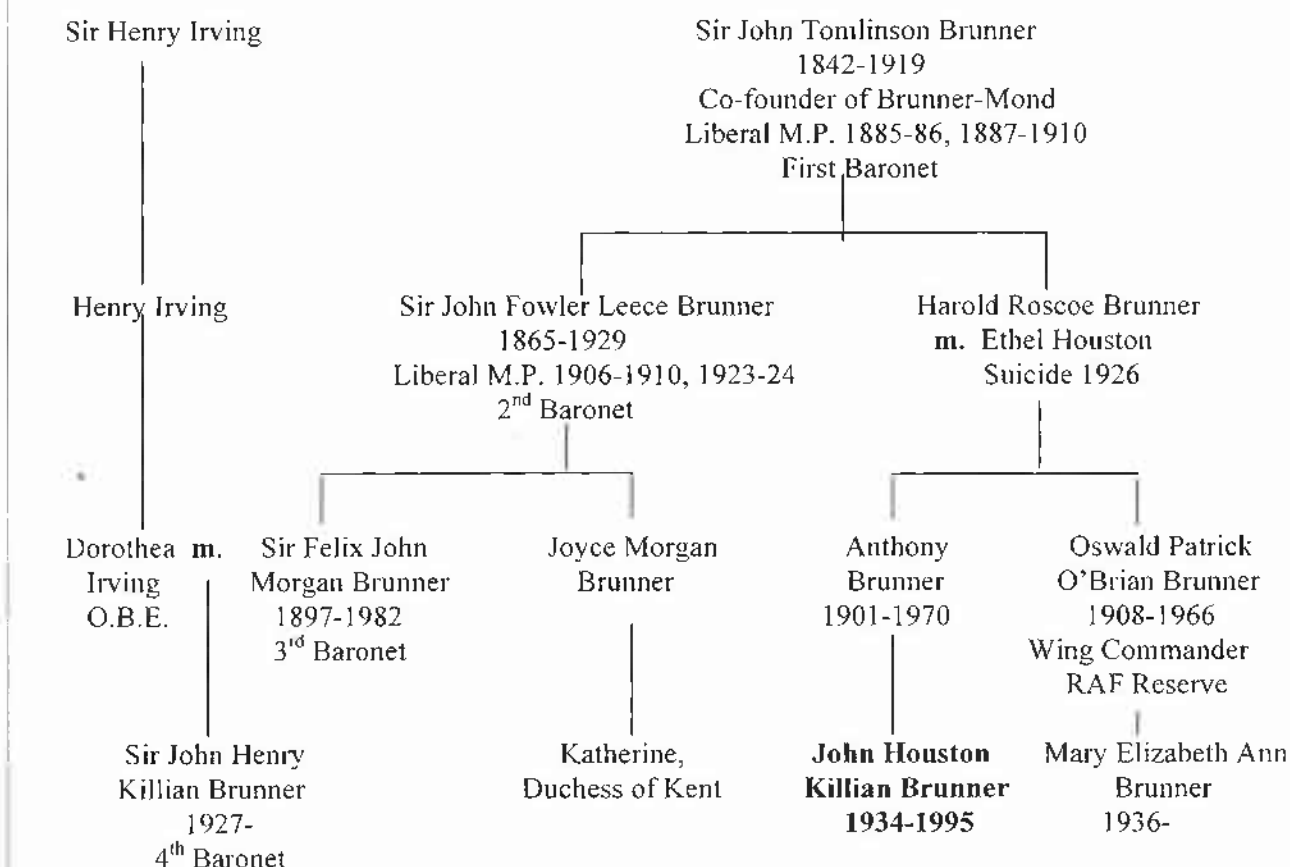 Sir Henry Irving
Sir John Tomlinson Brunner
1842-1919
Co-founder of Brunner-Mond
Liberal M.P. 1885-86, 1887-1910
First Baronet
Henry Irving
Sir John Fowler Leece Brunner
1865-1929
Liberal M.P. 1906-1910, 1923-24
2nd Baronet
Harold Roscoe Brunner
m. Ethel Houston
Suicide 1926
Dorothea m.
Irving
O.B.E.
Sir Felix John
Morgan Brunner
1897-1982
3rd Baronet
Joyce Morgan
Brunner
Anthony
Brunner
1901-1970
Oswald Patrick
O'Brian Brunner
1908-1966
Wing Commander
RAF Reserve
Sir John Henry
Killian Brunner
1927-
4th Baronet
Katherine,
Duchess of Kent
John Houston
Killian Brunner
1934-1995
Mary Elizabeth Ann
Brunner
1936-